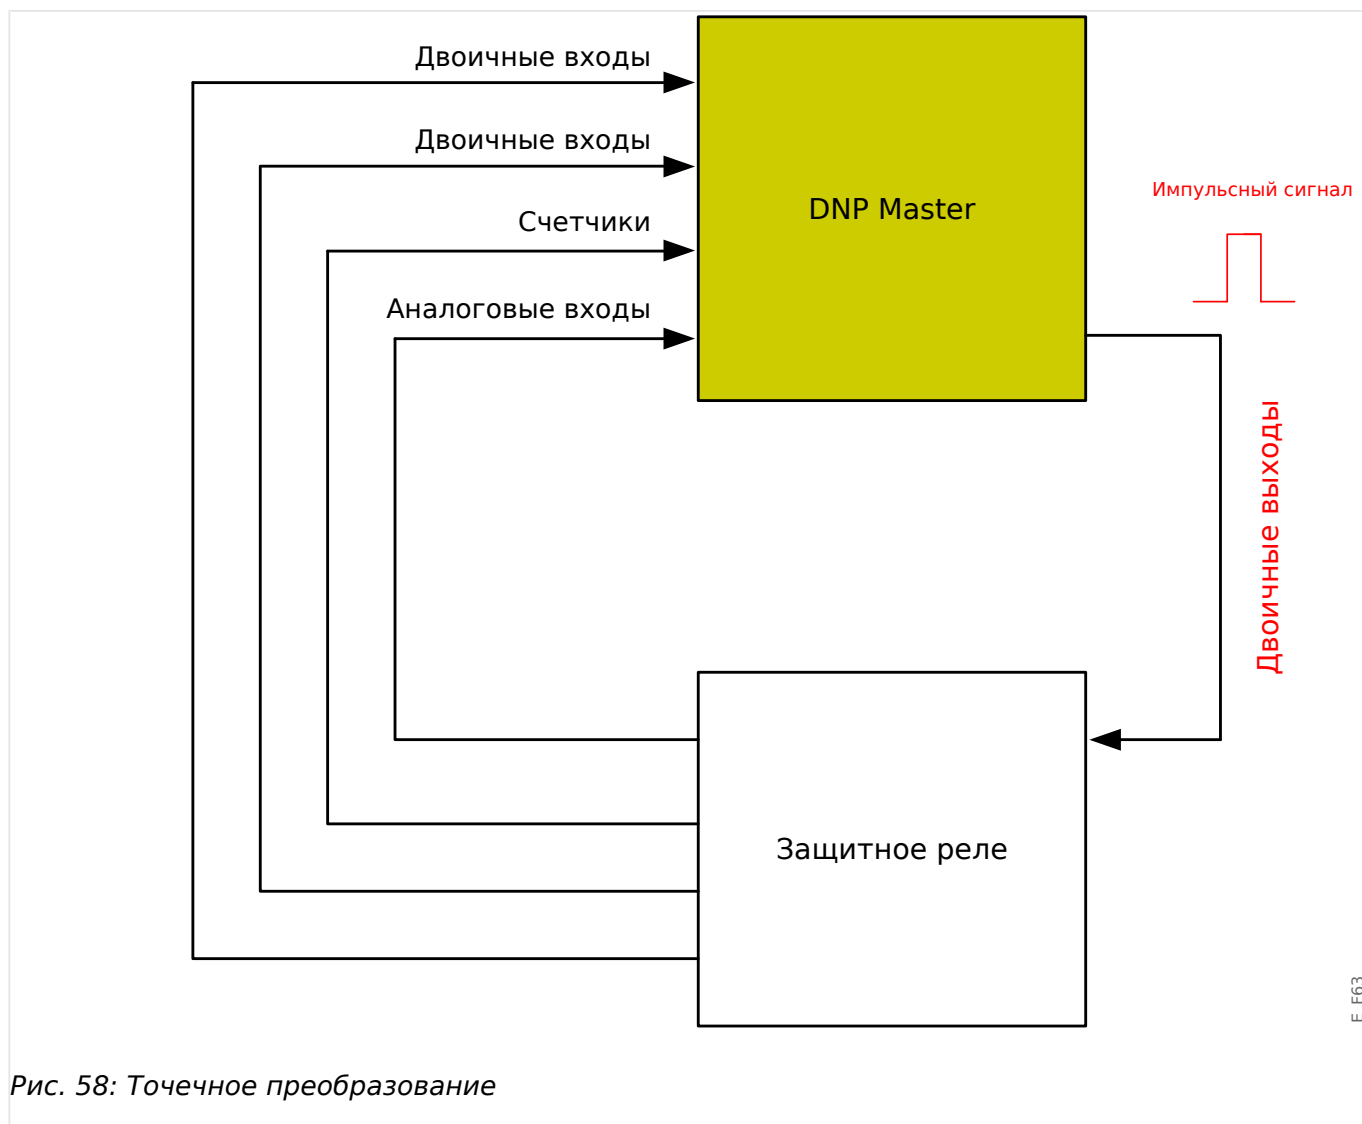 Двоичные входы
Двоичные входы
Счетчики
Аналоговые входы
DNP Master
Импульсный сигнал
Двоичные выходы
Защитное реле
Рис. 58: Точечное преобразование